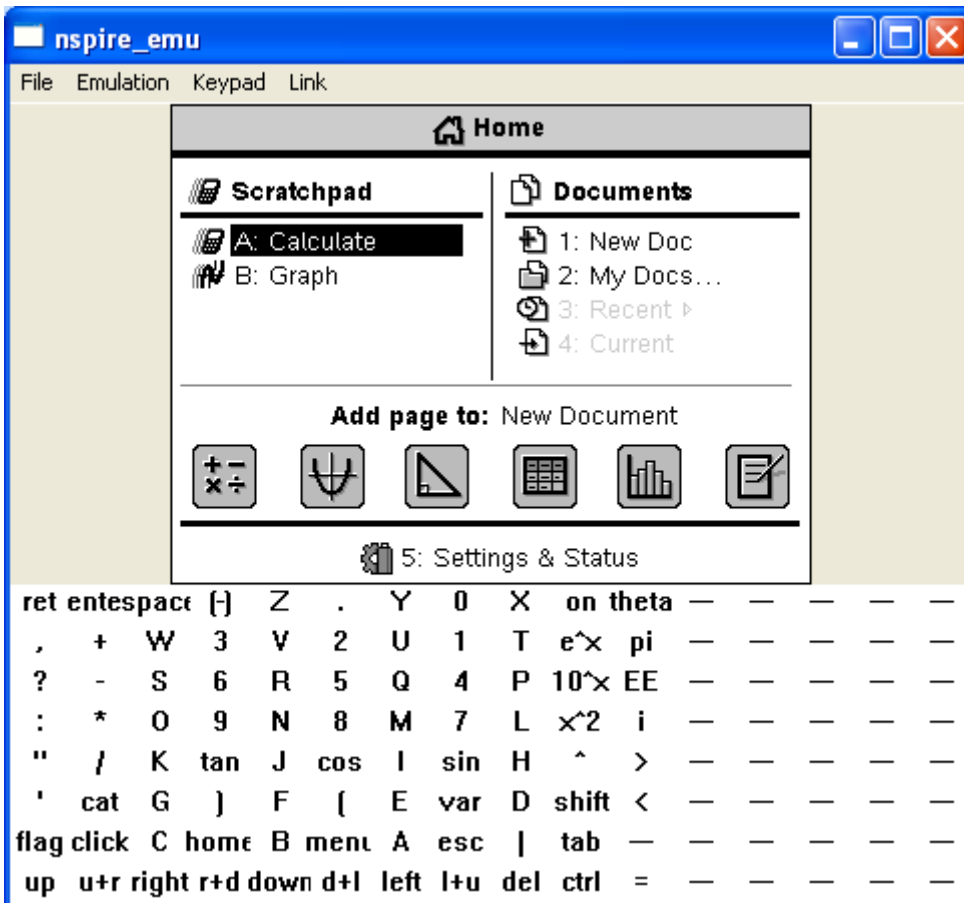 nspire_emu
File Emulation Keypad Link
Home
Scratchpad
A: Calculate
B: Graph
Documents
1: New Doc
2: My Docs...
3: Recent ▹
4: Current
Add page to: New Document
5: Settings & Status
ret entespace (-) Z . Y 0 X on theta — — — — —
, + W 3 V 2 U 1 T e^x pi — — — — —
? - S 6 R 5 Q 4 P 10^x EE — — — — —
: * O 9 N 8 M 7 L x^2 i — — — — —
" / K tan J cos I sin H ^ > — — — — —
' cat G ) F ( E var D shift < — — — — —
flag click C home B menu A esc | tab — — — — — —
up u+r right r+d down d+l left l+u del ctrl = — — — — —